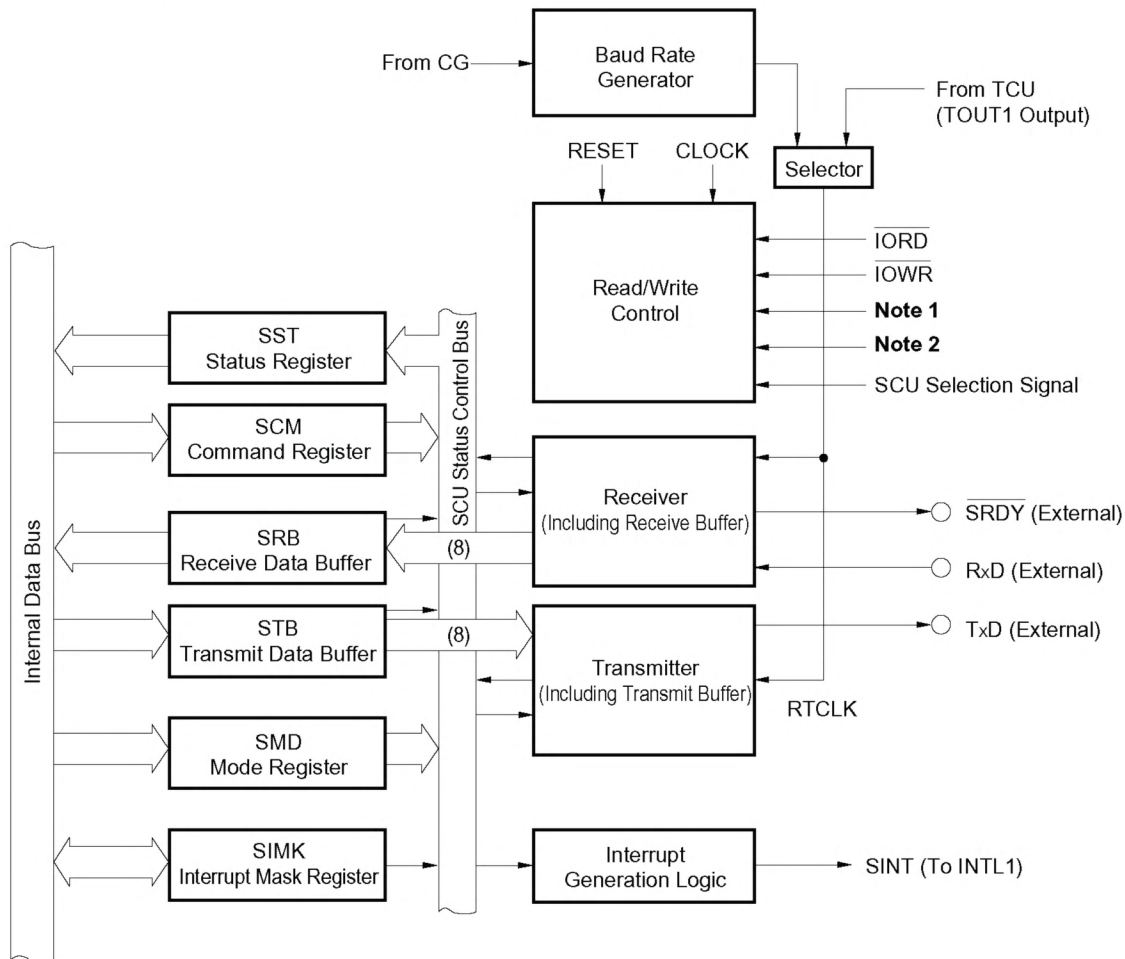 From CG
Baud Rate
Generator
From TCU
(TOUT1 Output)
RESET
CLOCK
Selector
Read/Write
Control
IORD
IOWR
Note 1
Note 2
SCU Selection Signal
Internal Data Bus
SCU Status Control Bus
SST
Status Register
SCM
Command Register
SRB
Receive Data Buffer
(8)
Receiver
(Including Receive Buffer)
SRDY (External)
RxD (External)
STB
Transmit Data Buffer
(8)
Transmitter
(Including Transmit Buffer)
TxD (External)
RTCLK
SMD
Mode Register
SIMK
Interrupt Mask Register
Interrupt
Generation Logic
SINT (To INTL1)